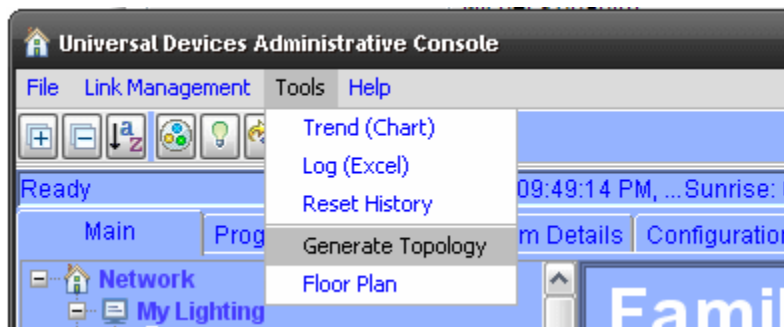 Universal Devices Administrative Console
File Link Management Tools Help
Trend (Chart)
Log (Excel)
Reset History
Generate Topology
Floor Plan
Ready 09:49:14 PM, ...Sunrise:
Main Prog m Details Configuration
Network
My Lighting
Famil